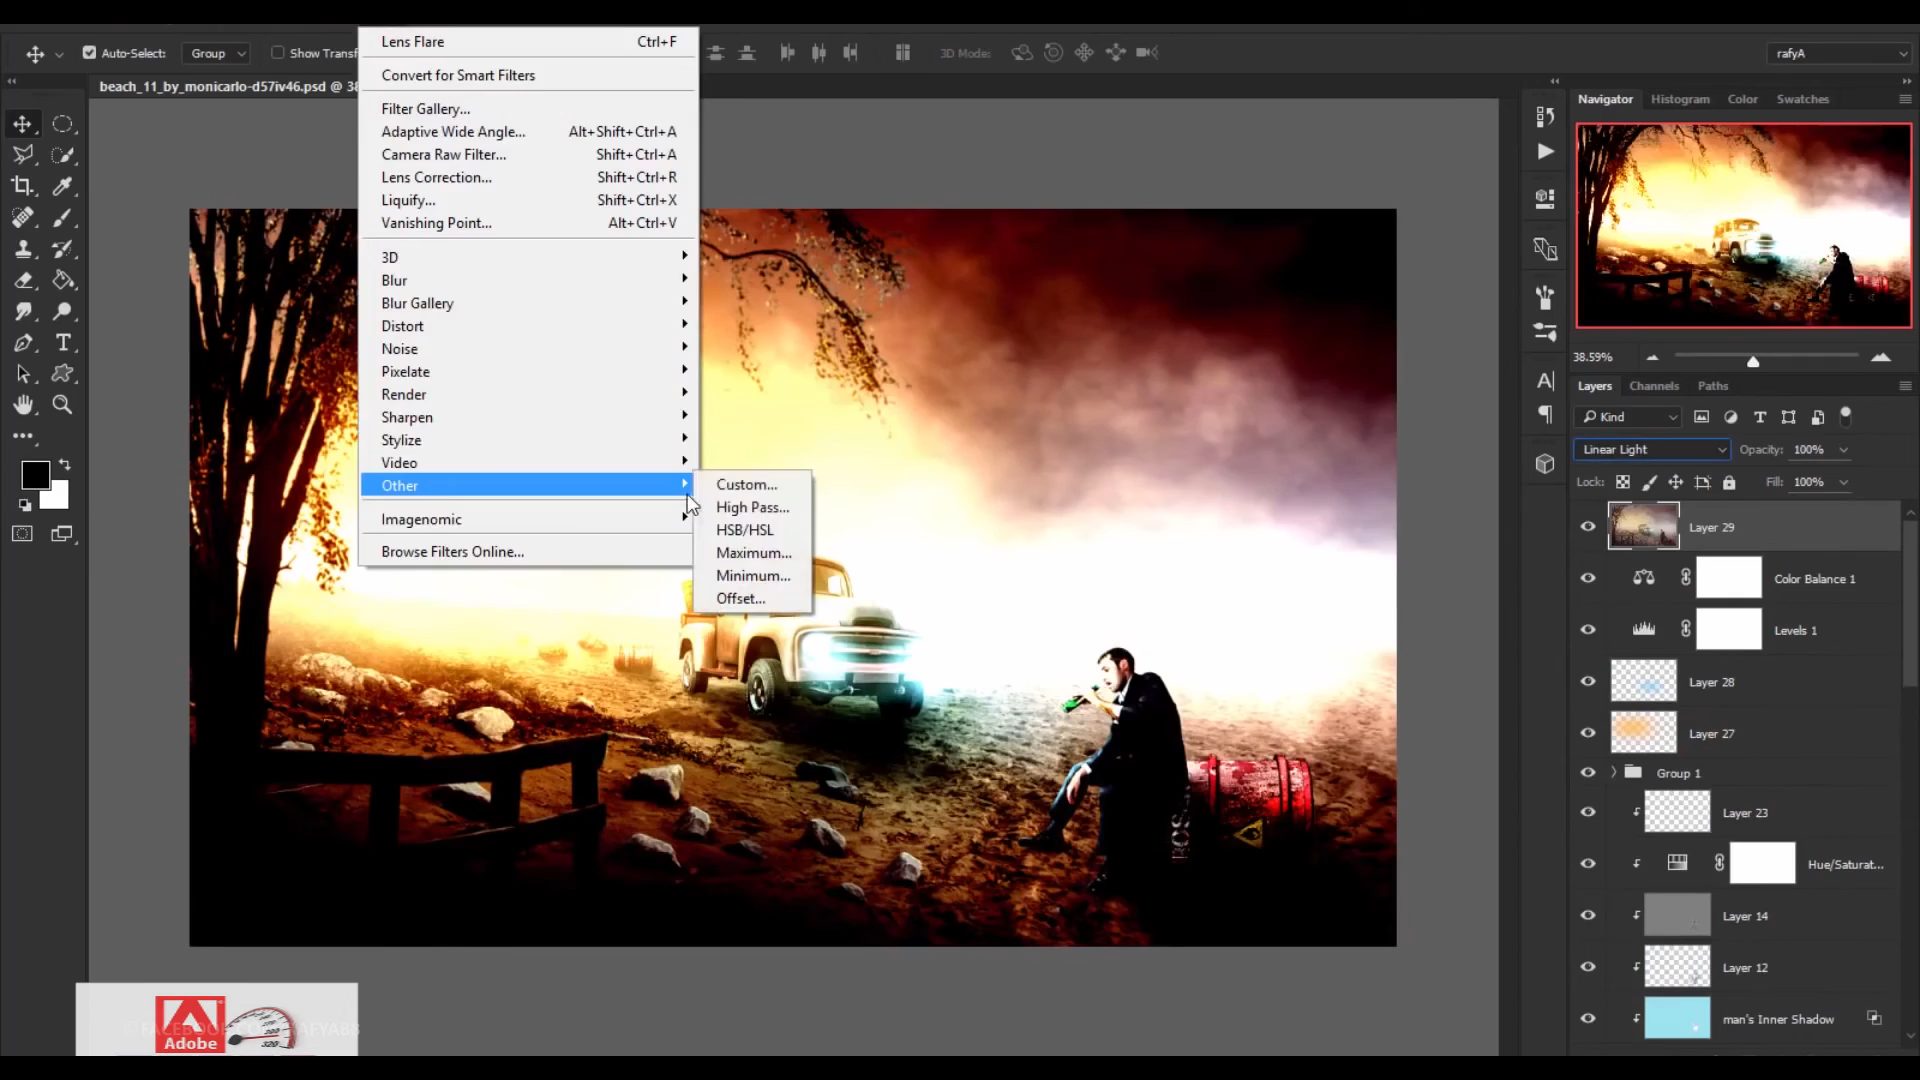 Auto-Select:
Group
Show Transf
3D Mode:
rafyA
beach_11_by_monicarlo-d57iv46.psd @ 38
Lens Flare Ctrl+F
Convert for Smart Filters
Filter Gallery...
Adaptive Wide Angle... Alt+Shift+Ctrl+A
Camera Raw Filter... Shift+Ctrl+A
Lens Correction... Shift+Ctrl+R
Liquify... Shift+Ctrl+X
Vanishing Point... Alt+Ctrl+V
3D
Blur
Blur Gallery
Distort
Noise
Pixelate
Render
Sharpen
Stylize
Video
Other
Imagenomic
Browse Filters Online...
Custom...
High Pass...
HSB/HSL
Maximum...
Minimum...
Offset...
Navigator Histogram Color Swatches
38.59%
Layers Channels Paths
Kind
Linear Light Opacity: 100%
Lock: Fill: 100%
Layer 29
Color Balance 1
Levels 1
Layer 28
Layer 27
Group 1
Layer 23
Hue/Saturat...
Layer 14
Layer 12
man's Inner Shadow
Adobe